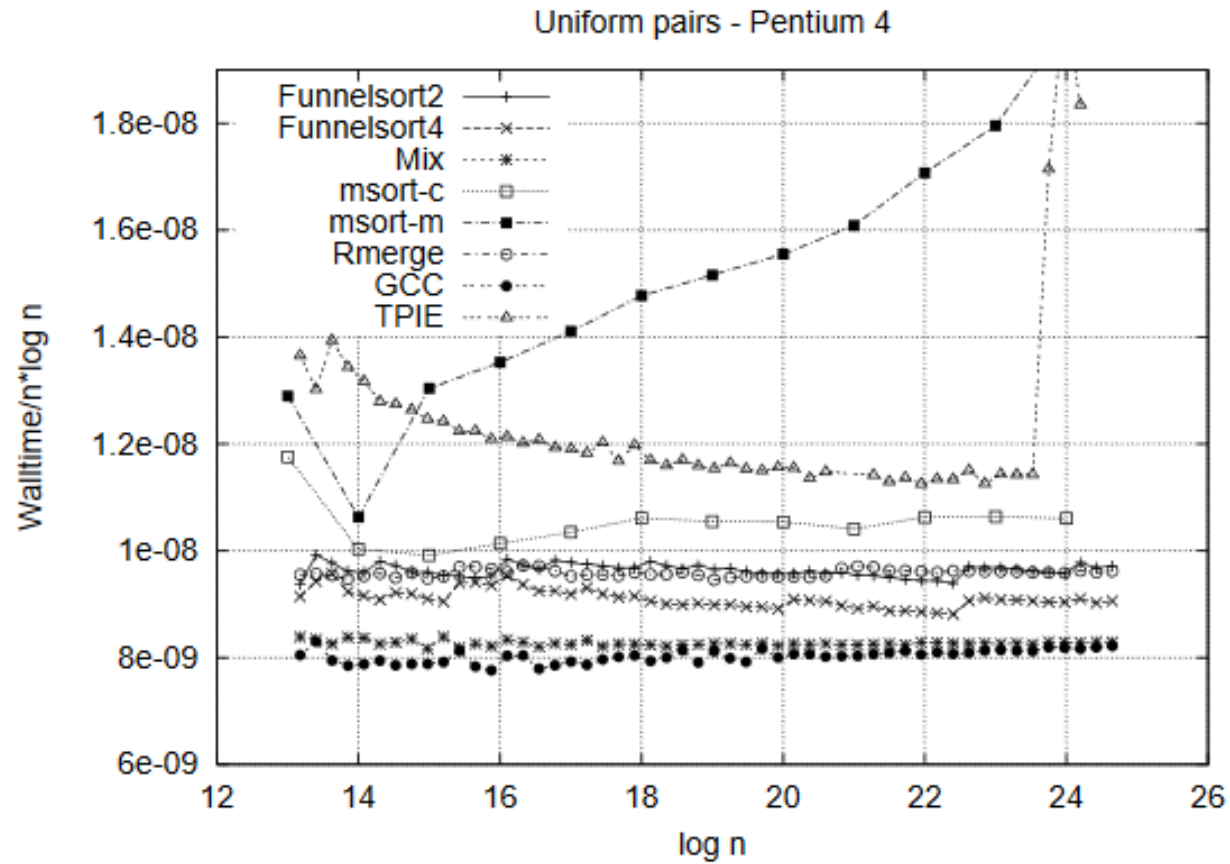 Uniform pairs - Pentium 4
Funnelsort2
Funnelsort4
Mix
msort-c
msort-m
Rmerge
GCC
TPIE
1.8e-08
1.6e-08
1.4e-08
1.2e-08
1e-08
8e-09
6e-09
Walltime/n*log n
12 14 16 18 20 22 24 26
log n